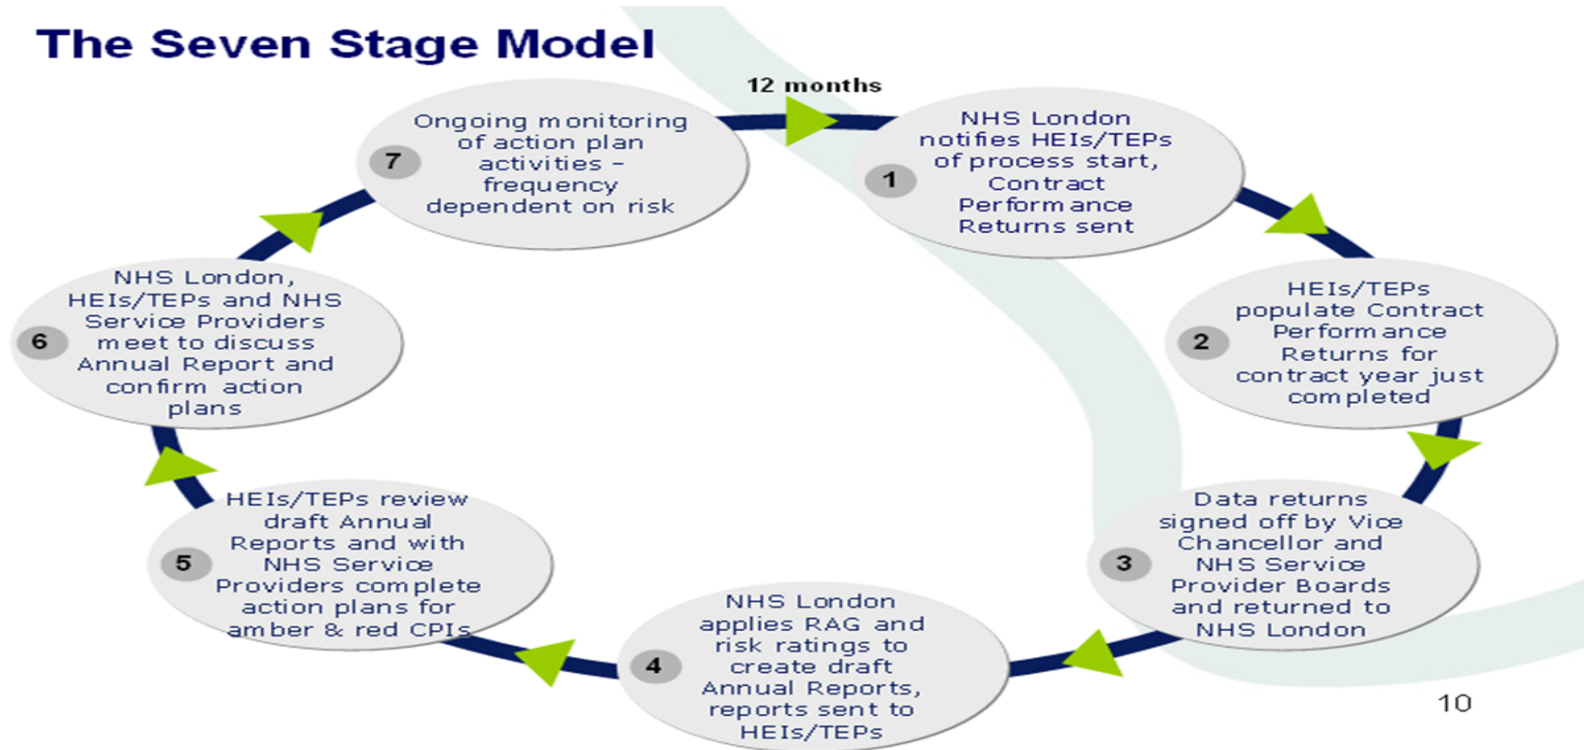 The Seven Stage Model
12 months
1
NHS London
notifies HEIs/TEPs
of process start,
Contract
Performance
Returns sent
2
HEIs/TEPs
populate Contract
Performance
Returns for
contract year just
completed
3
Data returns
signed off by Vice
Chancellor and
NHS Service
Provider Boards
and returned to
NHS London
4
NHS London
applies RAG and
risk ratings to
create draft
Annual Reports,
reports sent to
HEIs/TEPs
5
HEIs/TEPs review
draft Annual
Reports and with
NHS Service
Providers complete
action plans for
amber & red CPIs
6
NHS London,
HEIs/TEPs and NHS
Service Providers
meet to discuss
Annual Report and
confirm action
plans
7
Ongoing monitoring
of action plan
activities –
frequency
dependent on risk
10